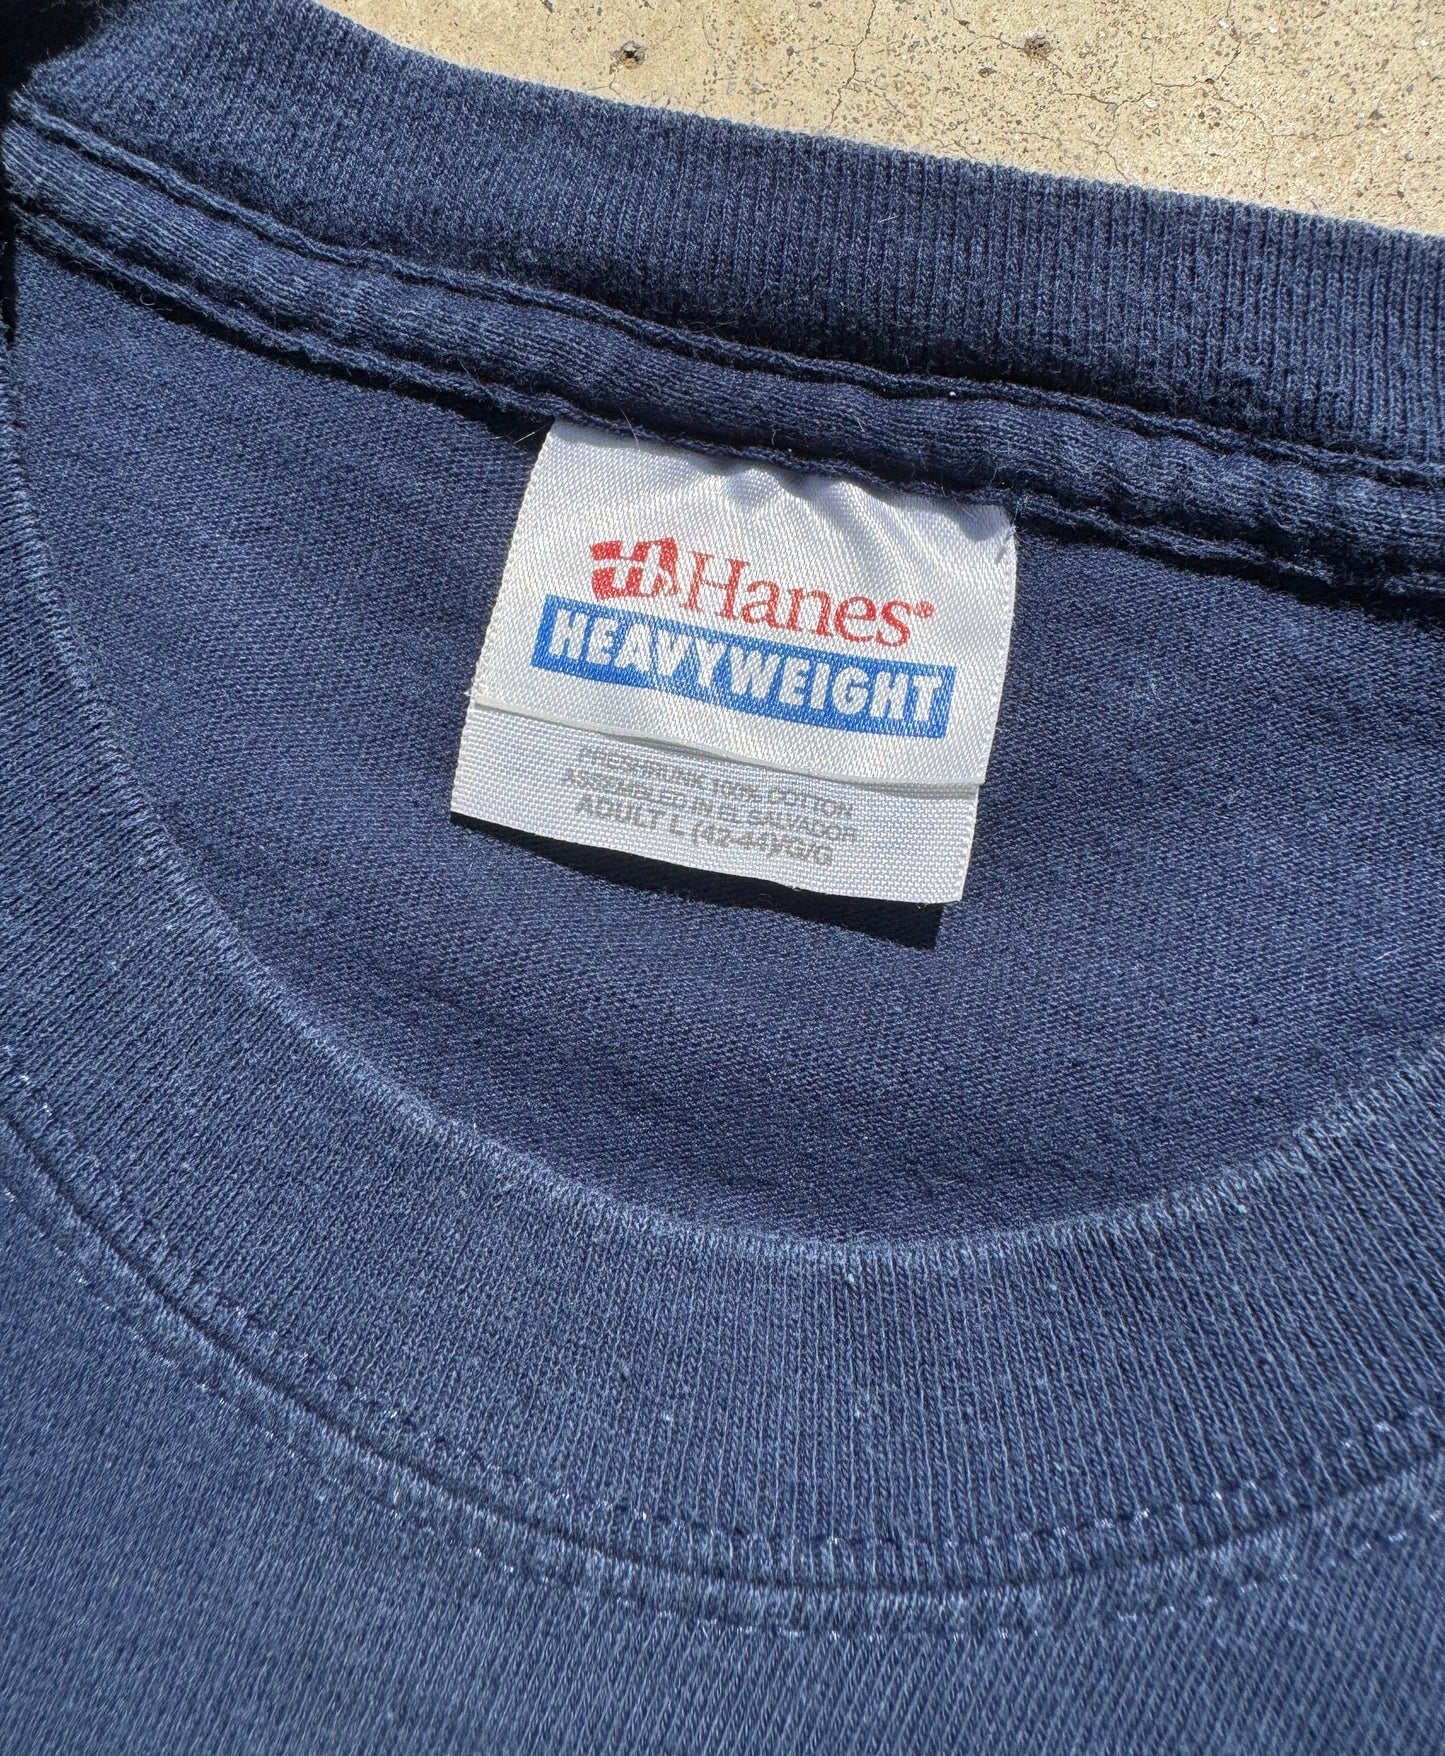 Hanes®
HEAVYWEIGHT
PRESHRUNK 100% COTTON
ASSEMBLED IN EL SALVADOR
ADULT L (42-44)/G/G